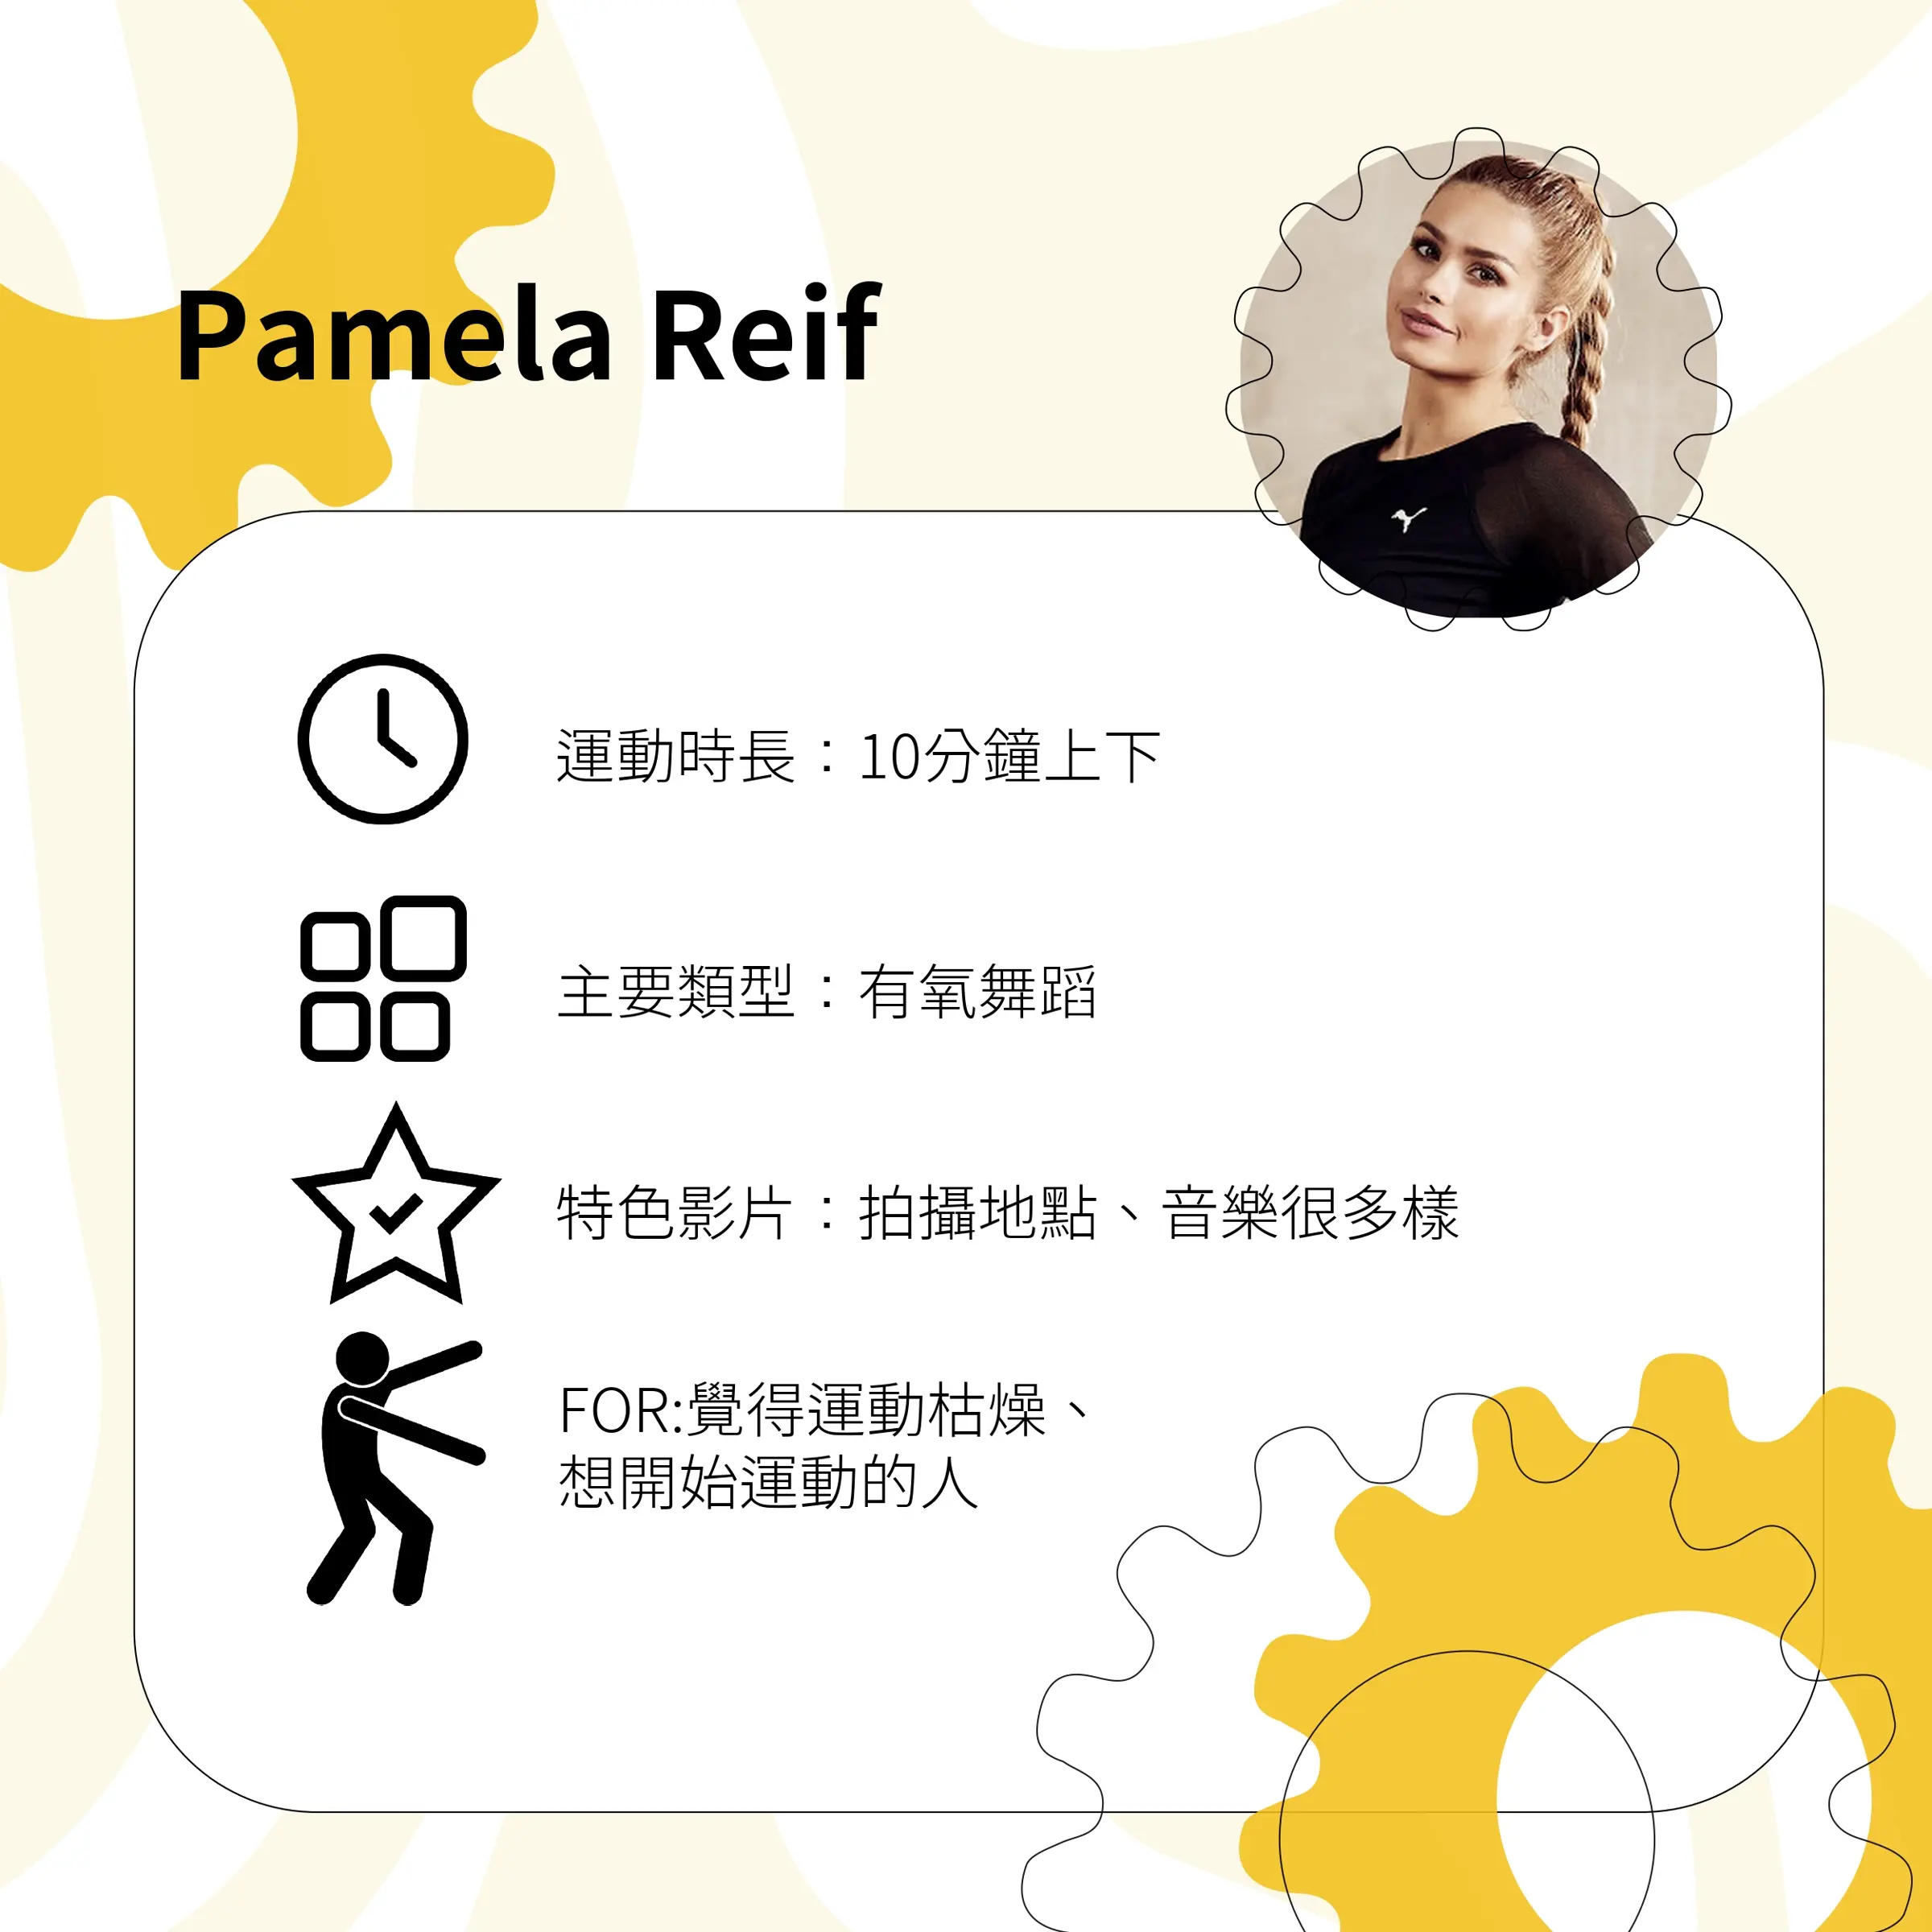 Pamela Reif
運動時長：10分鐘上下
主要類型：有氧舞蹈
特色影片：拍攝地點、音樂很多樣
FOR:覺得運動枯燥、
想開始運動的人